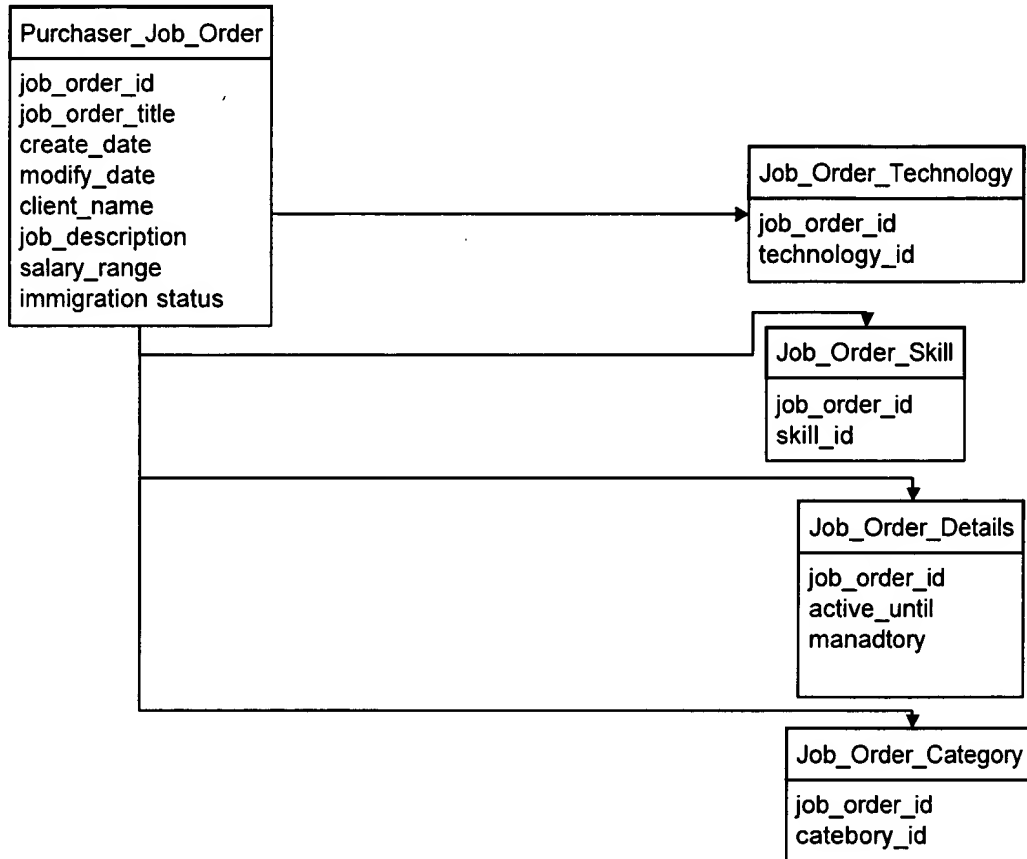 Purchaser_Job_Order
job_order_id
job_order_title
create_date
modify_date
client_name
job_description
salary_range
immigration status
Job_Order_Technology
job_order_id
technology_id
Job_Order_Skill
job_order_id
skill_id
Job_Order_Details
job_order_id
active_until
manadtory
Job_Order_Category
job_order_id
catebory_id